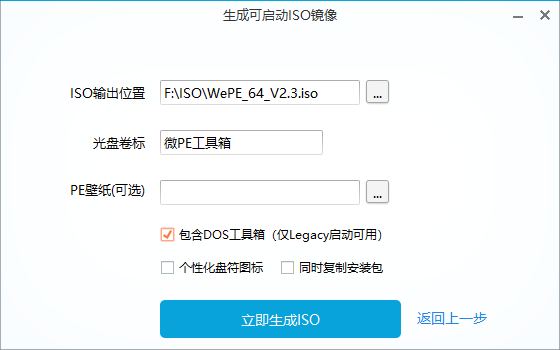 生成可启动ISO镜像
ISO输出位置 F:\ISO\WePE_64_V2.3.iso ...
光盘卷标 微PE工具箱
PE壁纸(可选) ...
包含DOS工具箱（仅Legacy启动可用）
个性化盘符图标 同时复制安装包
立即生成ISO 返回上一步